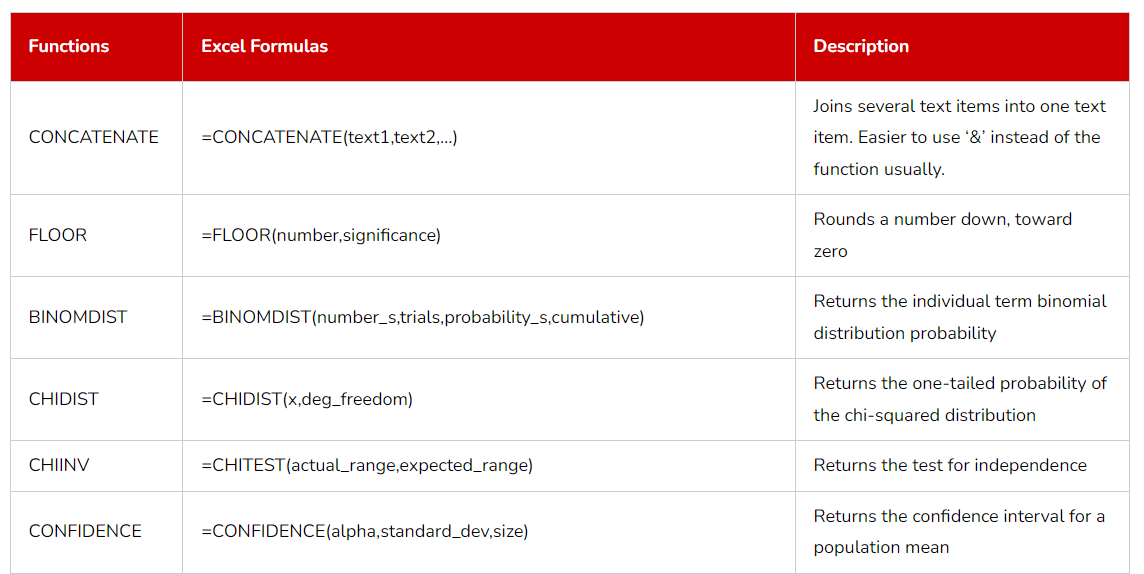 Functions Excel Formulas Description
CONCATENATE =CONCATENATE(text1,text2,...) Joins several text items into one text
item. Easier to use ‘&’ instead of the
function usually.
FLOOR =FLOOR(number,significance) Rounds a number down, toward
zero
BINOMDIST =BINOMDIST(number_s,trials,probability_s,cumulative) Returns the individual term binomial
distribution probability
CHIDIST =CHIDIST(x,deg_freedom) Returns the one-tailed probability of
the chi-squared distribution
CHIINV =CHITEST(actual_range,expected_range) Returns the test for independence
CONFIDENCE =CONFIDENCE(alpha,standard_dev,size) Returns the confidence interval for a
population mean